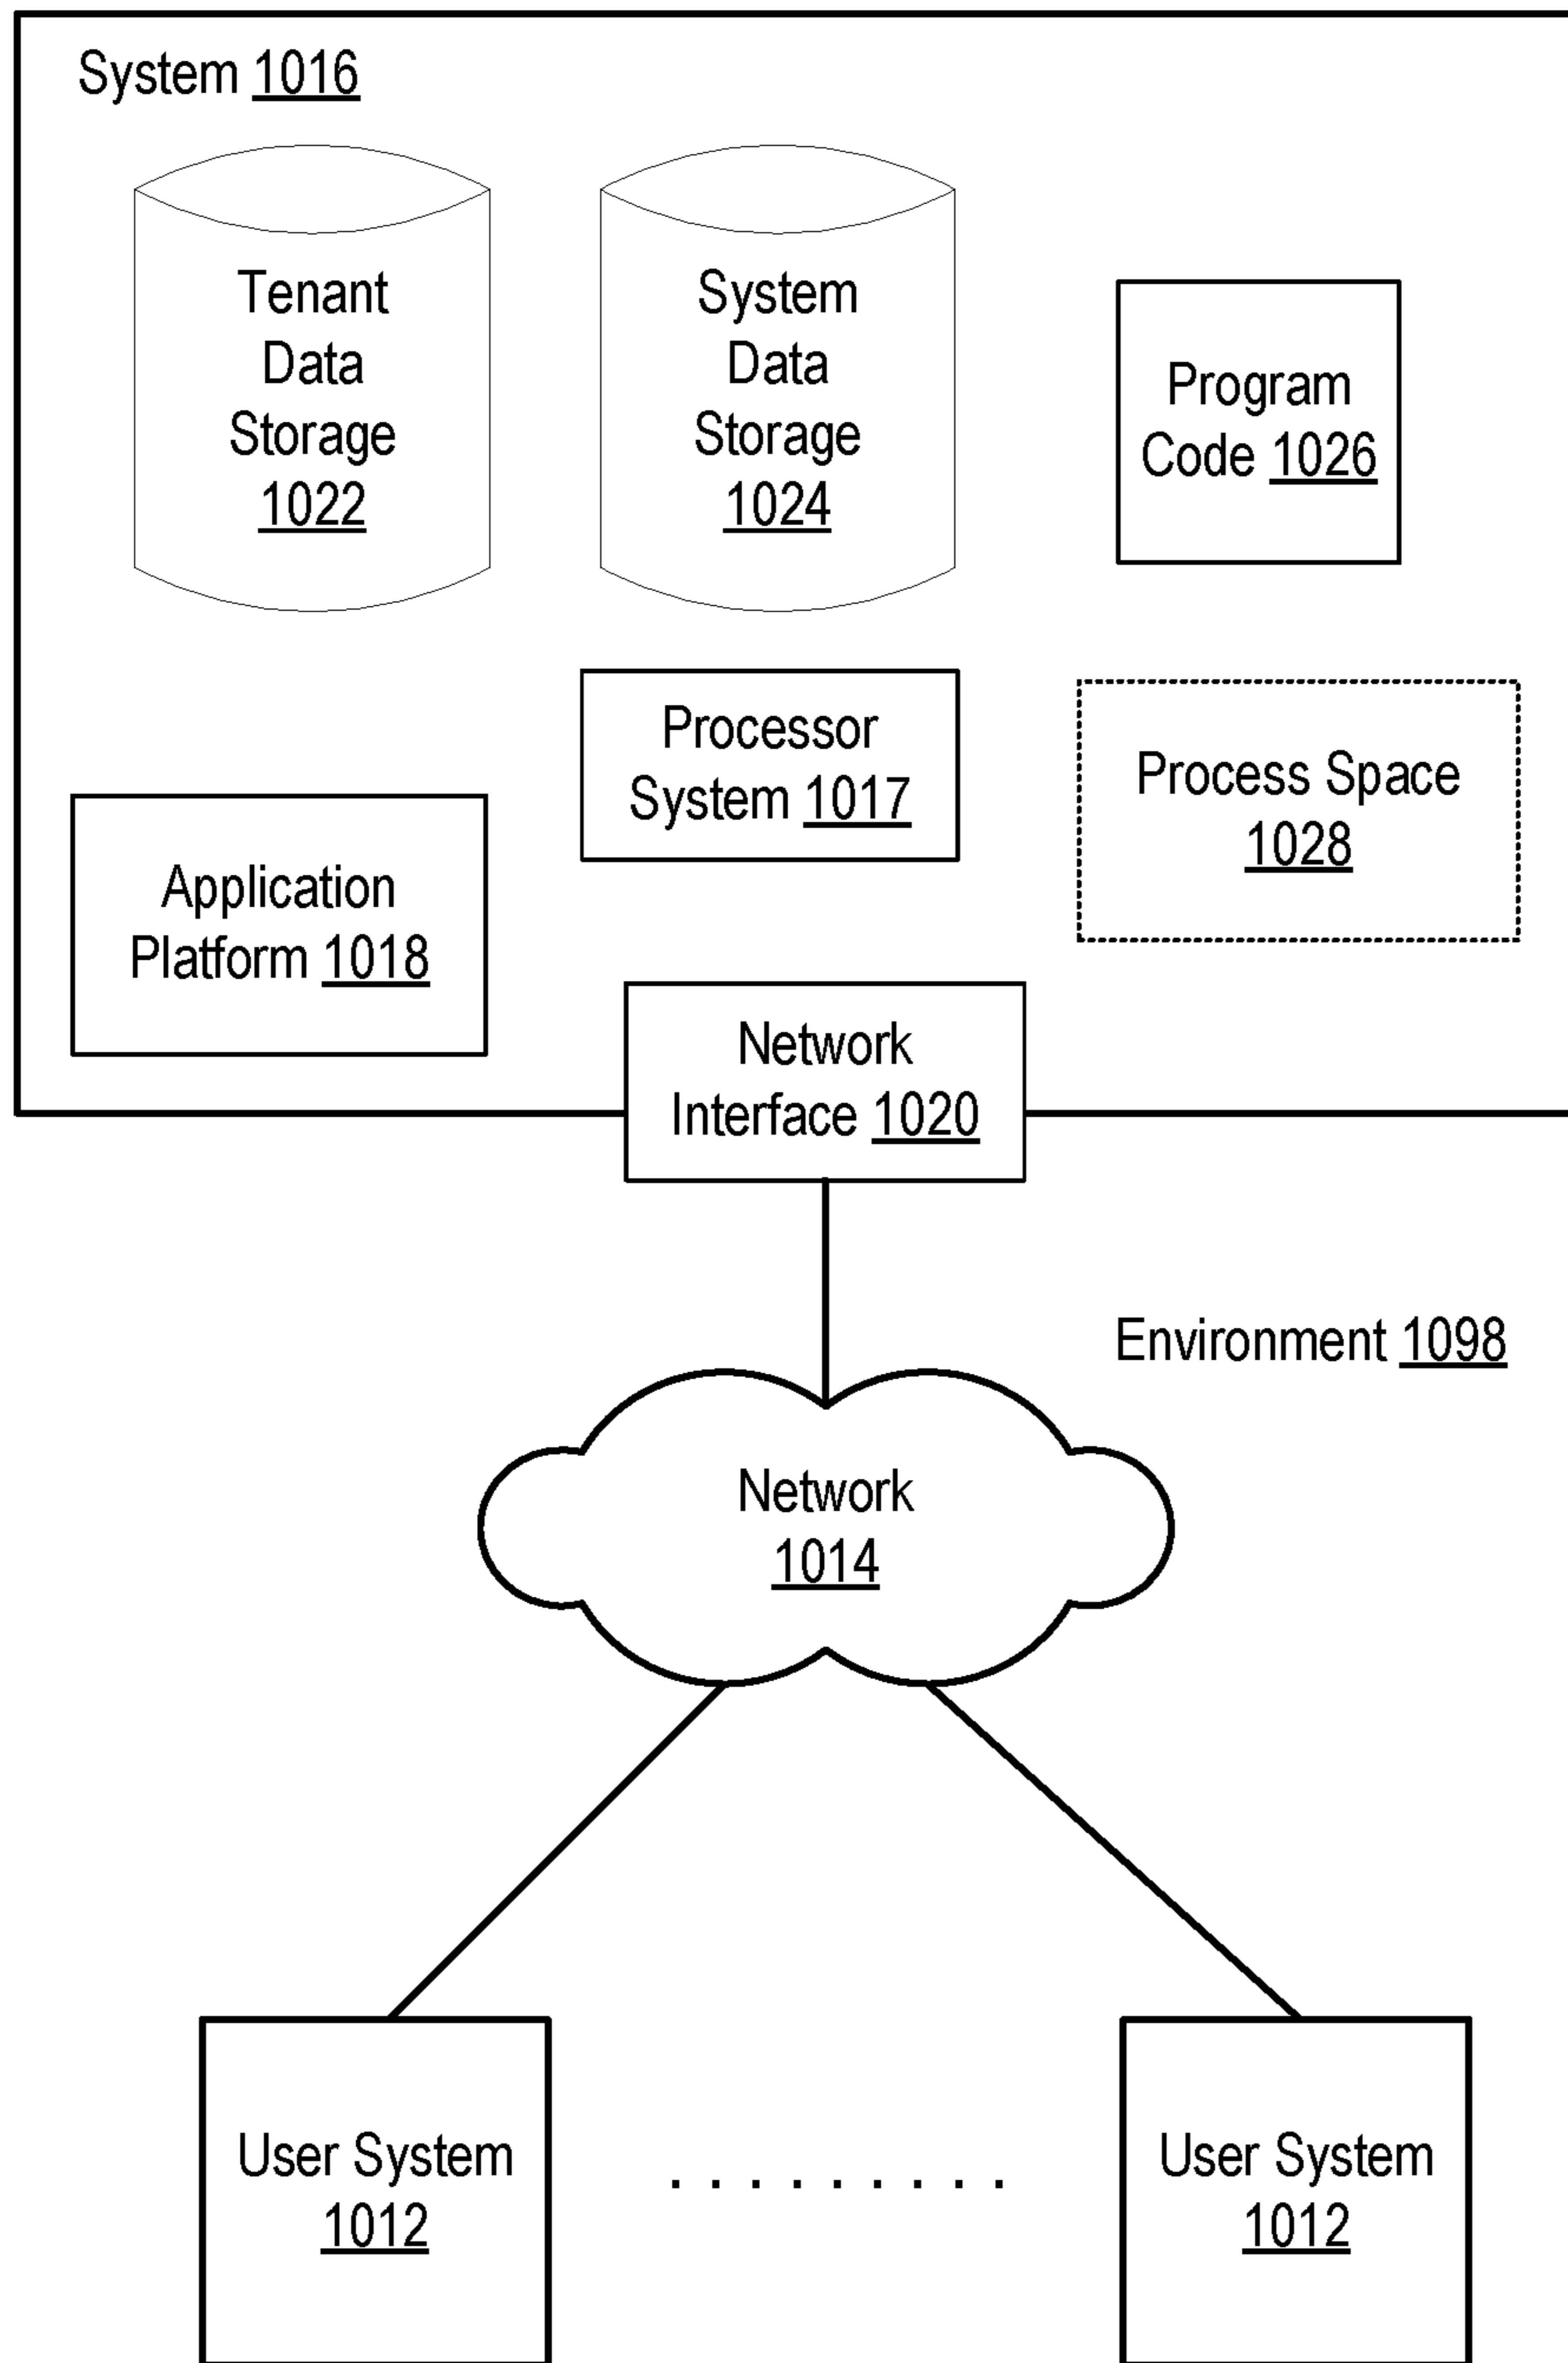 System 1016
Tenant
Data
Storage
1022
System
Data
Storage
1024
Program
Code 1026
Processor
System 1017
Process Space
1028
Application
Platform 1018
Network
Interface 1020
Environment 1098
Network
1014
User System
1012
. . . . . . . . .
User System
1012